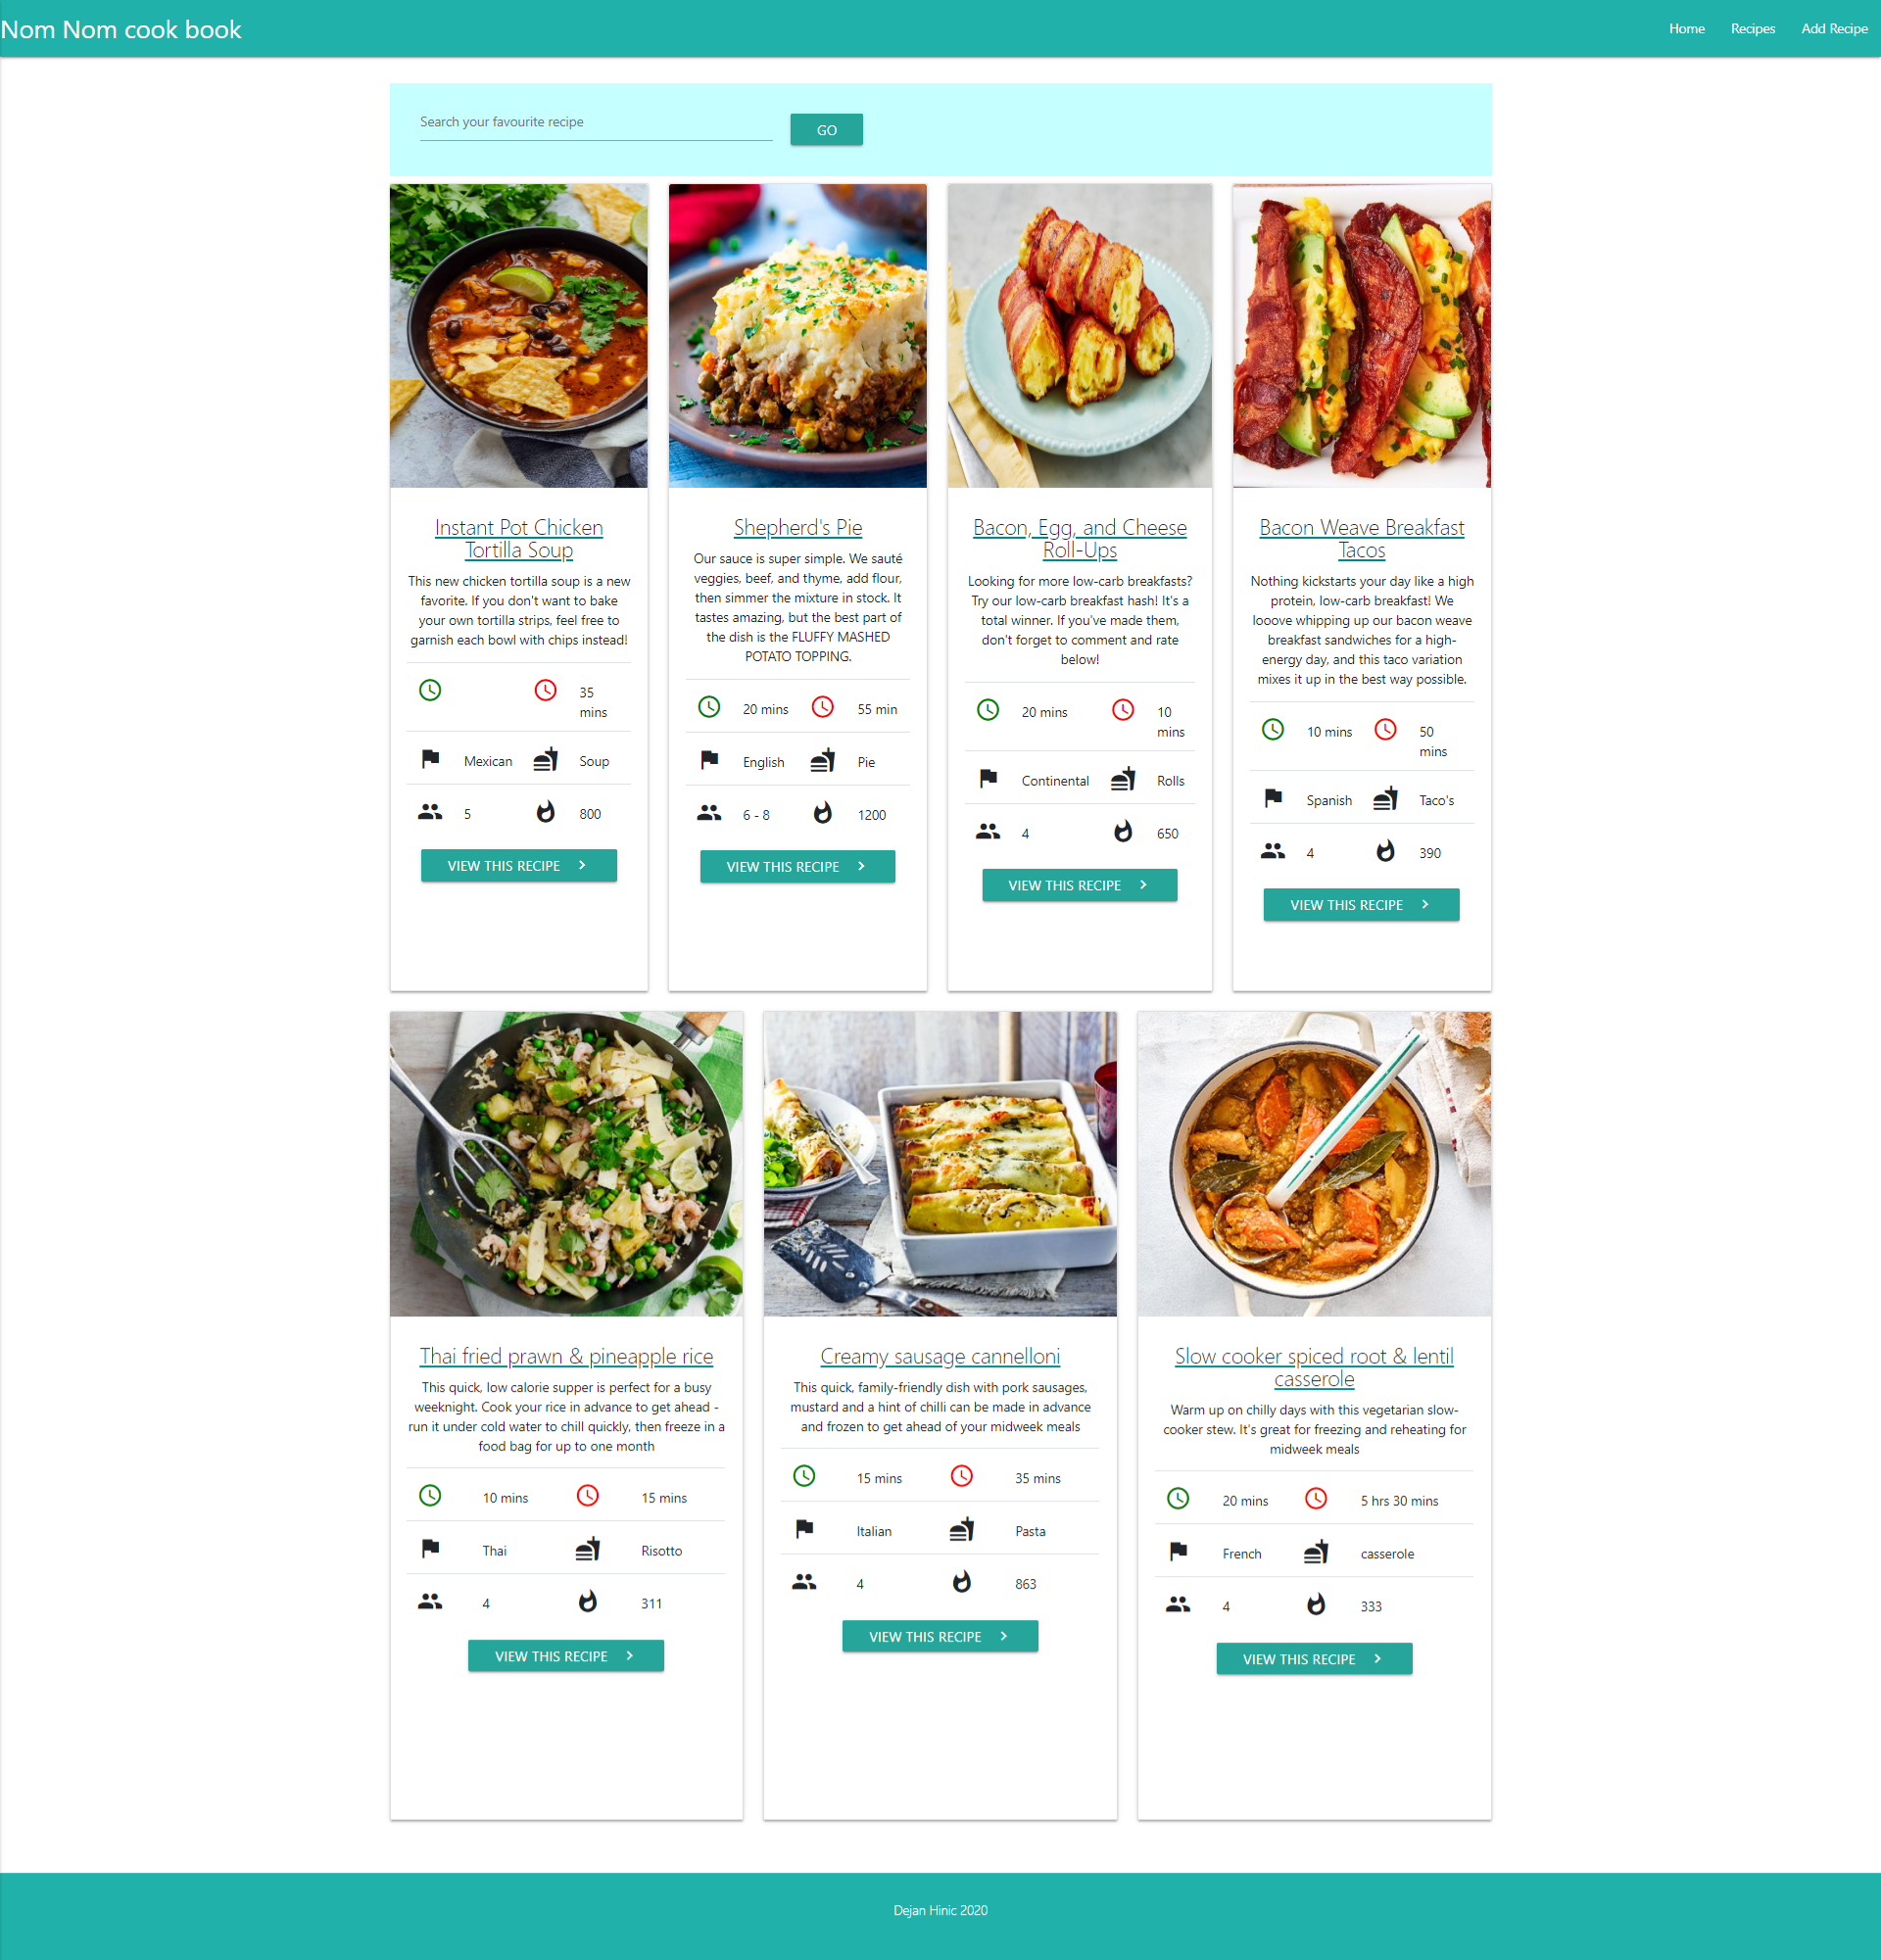 Nom Nom cook book
Home Recipes Add Recipe
Search your favourite recipe
GO
Instant Pot Chicken
Tortilla Soup
This new chicken tortilla soup is a new
favorite. If you don't want to bake
your own tortilla strips, feel free to
garnish each bowl with chips instead!
35
mins
Mexican Soup
5 800
VIEW THIS RECIPE
Shepherd's Pie
Our sauce is super simple. We sauté
veggies, beef, and thyme, add flour,
then simmer the mixture in stock. It
tastes amazing, but the best part of
the dish is the FLUFFY MASHED
POTATO TOPPING.
20 mins 55 min
English Pie
6 - 8 1200
VIEW THIS RECIPE
Bacon, Egg, and Cheese
Roll-Ups
Looking for more low-carb breakfasts?
Try our low-carb breakfast hash! It's a
total winner. If you've made them,
don't forget to comment and rate
below!
20 mins 10
mins
Continental Rolls
4 650
VIEW THIS RECIPE
Bacon Weave Breakfast
Tacos
Nothing kickstarts your day like a high
protein, low-carb breakfast! We
looove whipping up our bacon weave
breakfast sandwiches for a high-
energy day, and this taco variation
mixes it up in the best way possible.
10 mins 50
mins
Spanish Taco's
4 390
VIEW THIS RECIPE
Thai fried prawn & pineapple rice
This quick, low calorie supper is perfect for a busy
weeknight. Cook your rice in advance to get ahead -
run it under cold water to chill quickly, then freeze in a
food bag for up to one month
10 mins 15 mins
Thai Risotto
4 311
VIEW THIS RECIPE
Creamy sausage cannelloni
This quick, family-friendly dish with pork sausages,
mustard and a hint of chilli can be made in advance
and frozen to get ahead of your midweek meals
15 mins 35 mins
Italian Pasta
4 863
VIEW THIS RECIPE
Slow cooker spiced root & lentil
casserole
Warm up on chilly days with this vegetarian slow-
cooker stew. It's great for freezing and reheating for
midweek meals
20 mins 5 hrs 30 mins
French casserole
4 333
VIEW THIS RECIPE
Dejan Hinic 2020